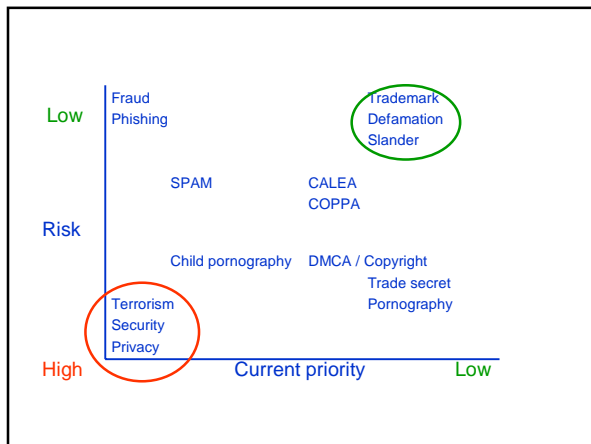 Fraud
Phishing
Low
Trademark
Defamation
Slander
SPAM
CALEA
COPPA
Risk
Child pornography
DMCA / Copyright
Trade secret
Pornography
Terrorism
Security
Privacy
High
Current priority
Low